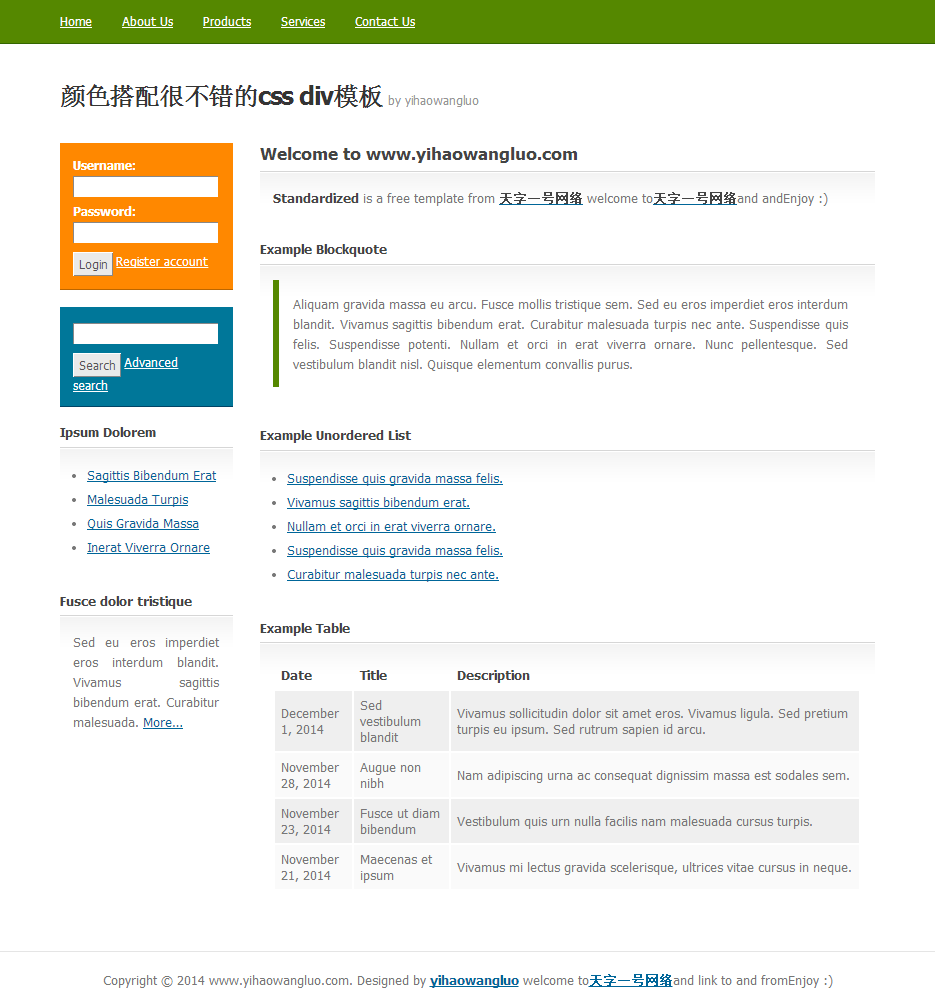 Home About Us Products Services Contact Us
颜色搭配很不错的css div模板 by yihaowangluo
Username:
Password:
Login Register account
Search Advanced
search
Ipsum Dolorem
Sagittis Bibendum Erat
Malesuada Turpis
Quis Gravida Massa
Inerat Viverra Ornare
Fusce dolor tristique
Sed eu eros imperdiet
eros interdum blandit.
Vivamus sagittis
bibendum erat. Curabitur
malesuada. More...
Welcome to www.yihaowangluo.com
Standardized is a free template from 天字一号网络 welcome to天字一号网络and andEnjoy :)
Example Blockquote
Aliquam gravida massa eu arcu. Fusce mollis tristique sem. Sed eu eros imperdiet eros interdum
blandit. Vivamus sagittis bibendum erat. Curabitur malesuada turpis nec ante. Suspendisse quis
felis. Suspendisse potenti. Nullam et orci in erat viverra ornare. Nunc pellentesque. Sed
vestibulum blandit nisl. Quisque elementum convallis purus.
Example Unordered List
Suspendisse quis gravida massa felis.
Vivamus sagittis bibendum erat.
Nullam et orci in erat viverra ornare.
Suspendisse quis gravida massa felis.
Curabitur malesuada turpis nec ante.
Example Table
Date Title Description
December
1, 2014
Sed
vestibulum
blandit
Vivamus sollicitudin dolor sit amet eros. Vivamus ligula. Sed pretium
turpis eu ipsum. Sed rutrum sapien id arcu.
November
28, 2014
Augue non
nibh
Nam adipiscing urna ac consequat dignissim massa est sodales sem.
November
23, 2014
Fusce ut diam
bibendum
Vestibulum quis urn nulla facilis nam malesuada cursus turpis.
November
21, 2014
Maecenas et
ipsum
Vivamus mi lectus gravida scelerisque, ultrices vitae cursus in neque.
Copyright © 2014 www.yihaowangluo.com. Designed by yihaowangluo welcome to天字一号网络and link to and fromEnjoy :)